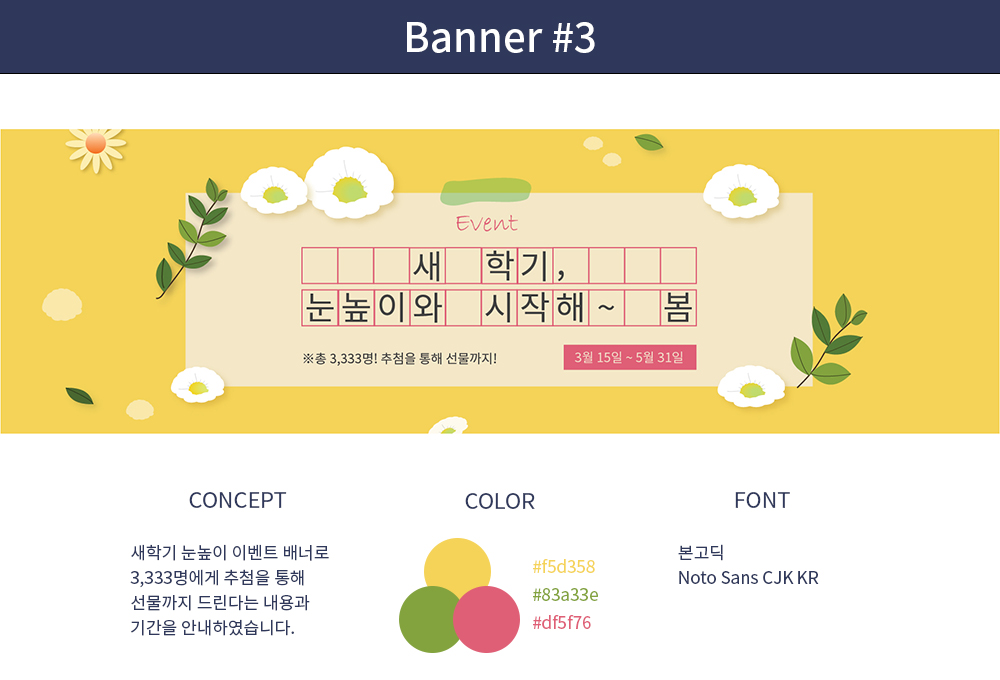 Banner #3
Event
새 학기,
눈높이와 시작해~ 봄
※총 3,333명! 추첨을 통해 선물까지!
3월 15일 ~ 5월 31일
CONCEPT
새학기 눈높이 이벤트 배너로
3,333명에게 추첨을 통해
선물까지 드린다는 내용과
기간을 안내하였습니다.
COLOR
#f5d358
#83a33e
#df5f76
FONT
본고딕
Noto Sans CJK KR